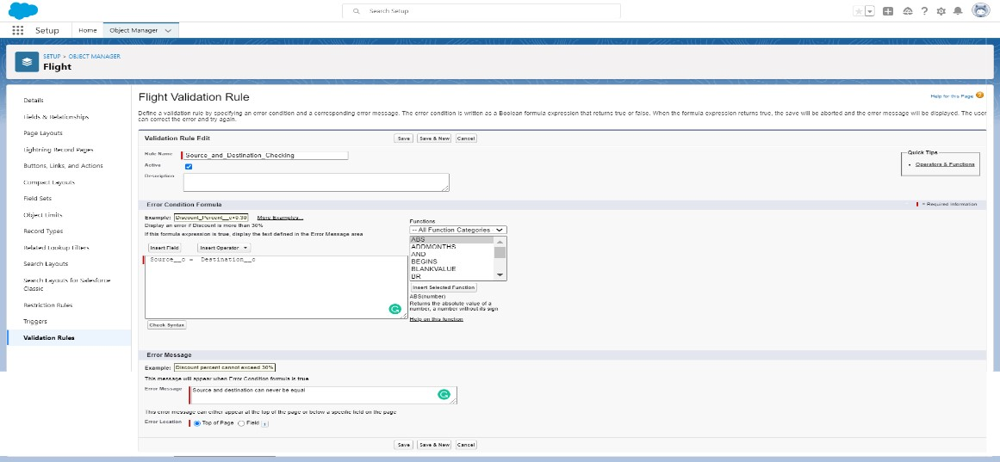 Search Setup
Setup
Home
Object Manager
SETUP > OBJECT MANAGER
Flight
Details
Fields & Relationships
Page Layouts
Lightning Record Pages
Buttons, Links, and Actions
Compact Layouts
Field Sets
Object Limits
Record Types
Related Lookup Filters
Search Layouts
Search Layouts for Salesforce
Classic
Restriction Rules
Triggers
Validation Rules
Flight Validation Rule
Help for this Page
Define a validation rule by specifying an error condition and a corresponding error message. The error condition is written as a Boolean formula expression that returns true or false. When the formula expression returns true, the save will be aborted and the error message will be displayed. The user
can correct the error and try again.
Validation Rule Edit
Save
Save & New
Cancel
Rule Name
Source_and_Destination_Checking
Active
Description
Quick Tips
• Operators & Functions
Error Condition Formula
= Required Information
Example: Discount_Percent__c>0.30 More Examples...
Display an error if Discount is more than 30%
If this formula expression is true, display the text defined in the Error Message area
Insert Field
Insert Operator
Source__c = Destination__c
Check Syntax
Functions
-- All Function Categories
ABS
ADDMONTHS
AND
BEGINS
BLANKVALUE
BR
Insert Selected Function
ABS(number)
Returns the absolute value of a
number, a number without its sign
Help on this function
Error Message
Example: Discount percent cannot exceed 30%
This message will appear when Error Condition formula is true
Error Message
Source and destination can never be equal
This error message can either appear at the top of the page or below a specific field on the page
Error Location
Top of Page
Field
i
Save
Save & New
Cancel